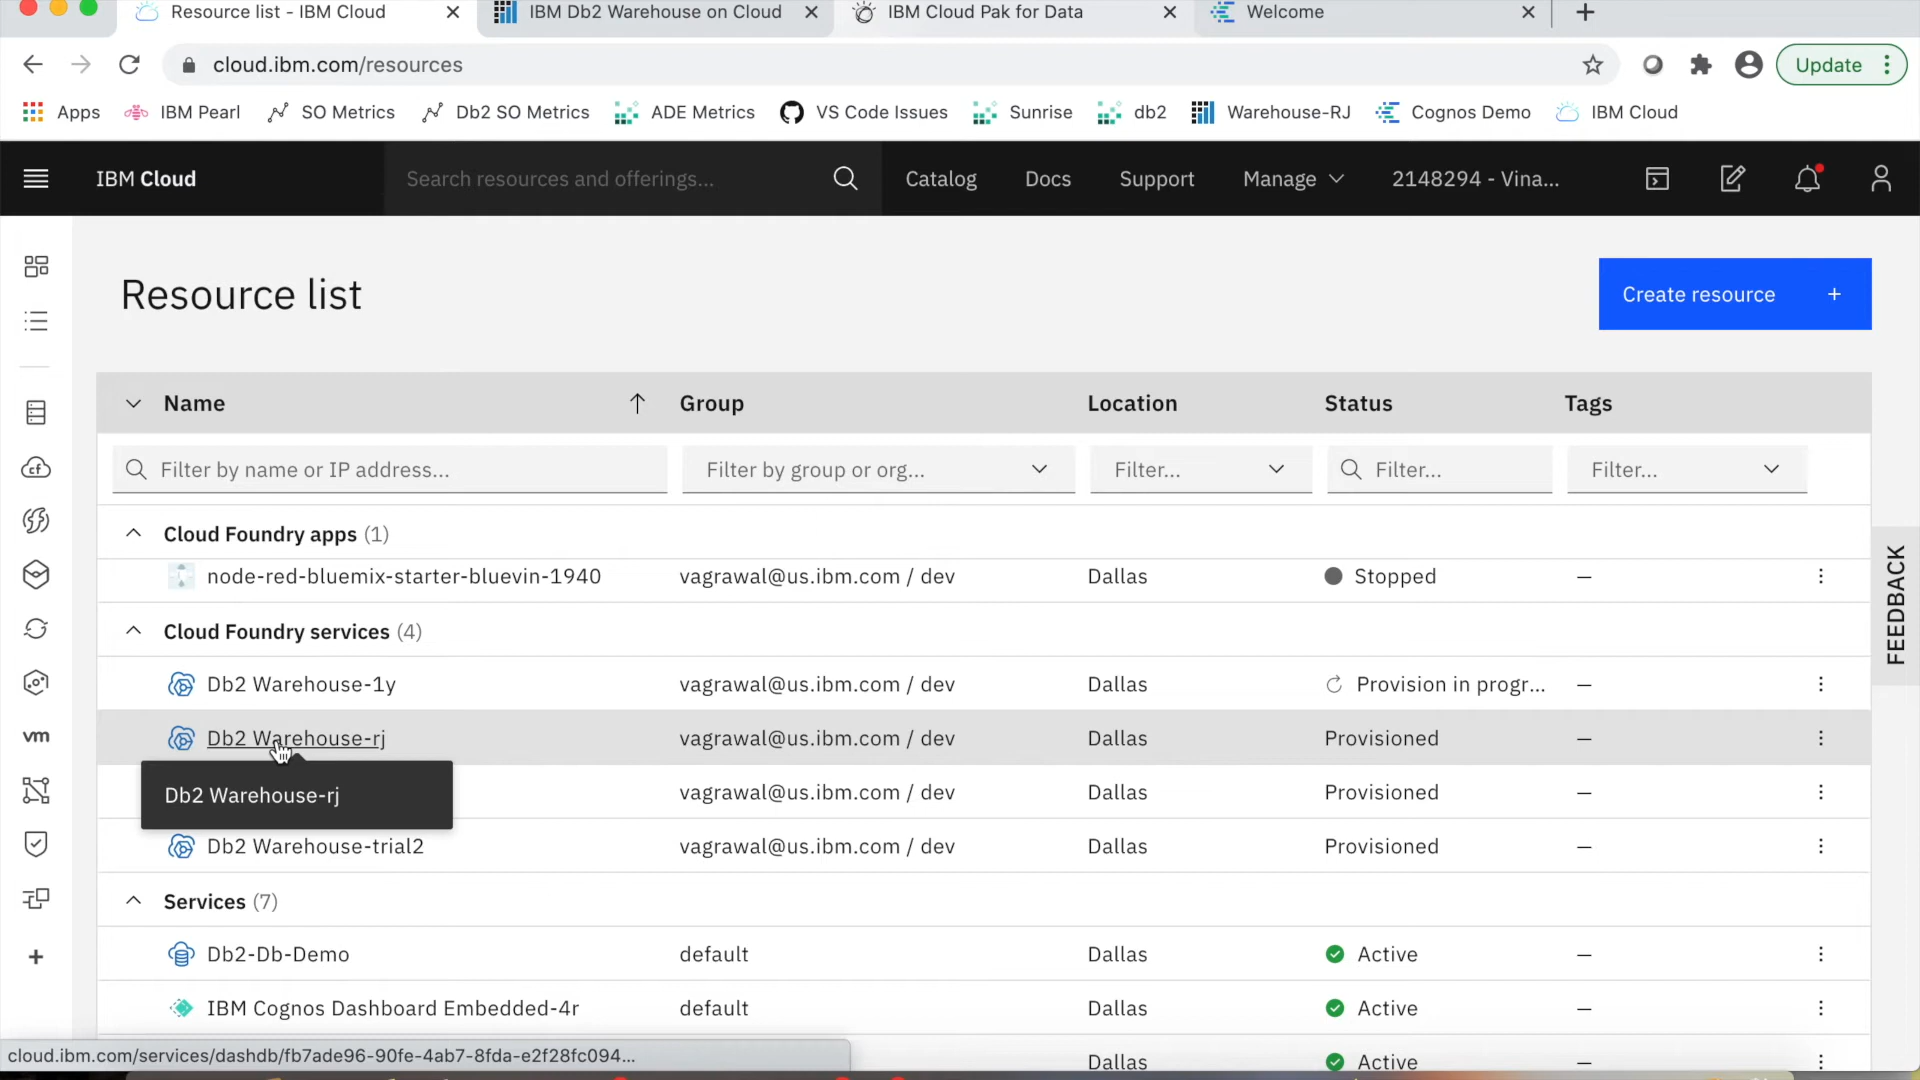 Resource list - IBM Cloud
IBM Db2 Warehouse on Cloud
IBM Cloud Pak for Data
Welcome
cloud.ibm.com/resources
Update
Apps
IBM Pearl
SO Metrics
Db2 SO Metrics
ADE Metrics
VS Code Issues
Sunrise
db2
Warehouse-RJ
Cognos Demo
IBM Cloud
IBM Cloud
Search resources and offerings...
Catalog
Docs
Support
Manage
2148294 - Vina...
Resource list
Create resource +
Name
Group
Location
Status
Tags
Filter by name or IP address...
Filter by group or org...
Filter...
Filter...
Filter...
Cloud Foundry apps (1)
cf
node-red-bluemix-starter-bluevin-1940
vagrawal@us.ibm.com / dev
Dallas
Stopped
–
Cloud Foundry services (4)
FEEDBACK
Db2 Warehouse-1y
vagrawal@us.ibm.com / dev
Dallas
Provision in progr...
–
vm
Db2 Warehouse-rj
vagrawal@us.ibm.com / dev
Dallas
Provisioned
–
Db2 Warehouse-rj
vagrawal@us.ibm.com / dev
Dallas
Provisioned
–
Db2 Warehouse-trial2
vagrawal@us.ibm.com / dev
Dallas
Provisioned
–
Services (7)
Db2-Db-Demo
default
Dallas
Active
–
IBM Cognos Dashboard Embedded-4r
default
Dallas
Active
–
cloud.ibm.com/services/dashdb/fb7ade96-90fe-4ab7-8fda-e2f28fc094...
Dallas
Active
–